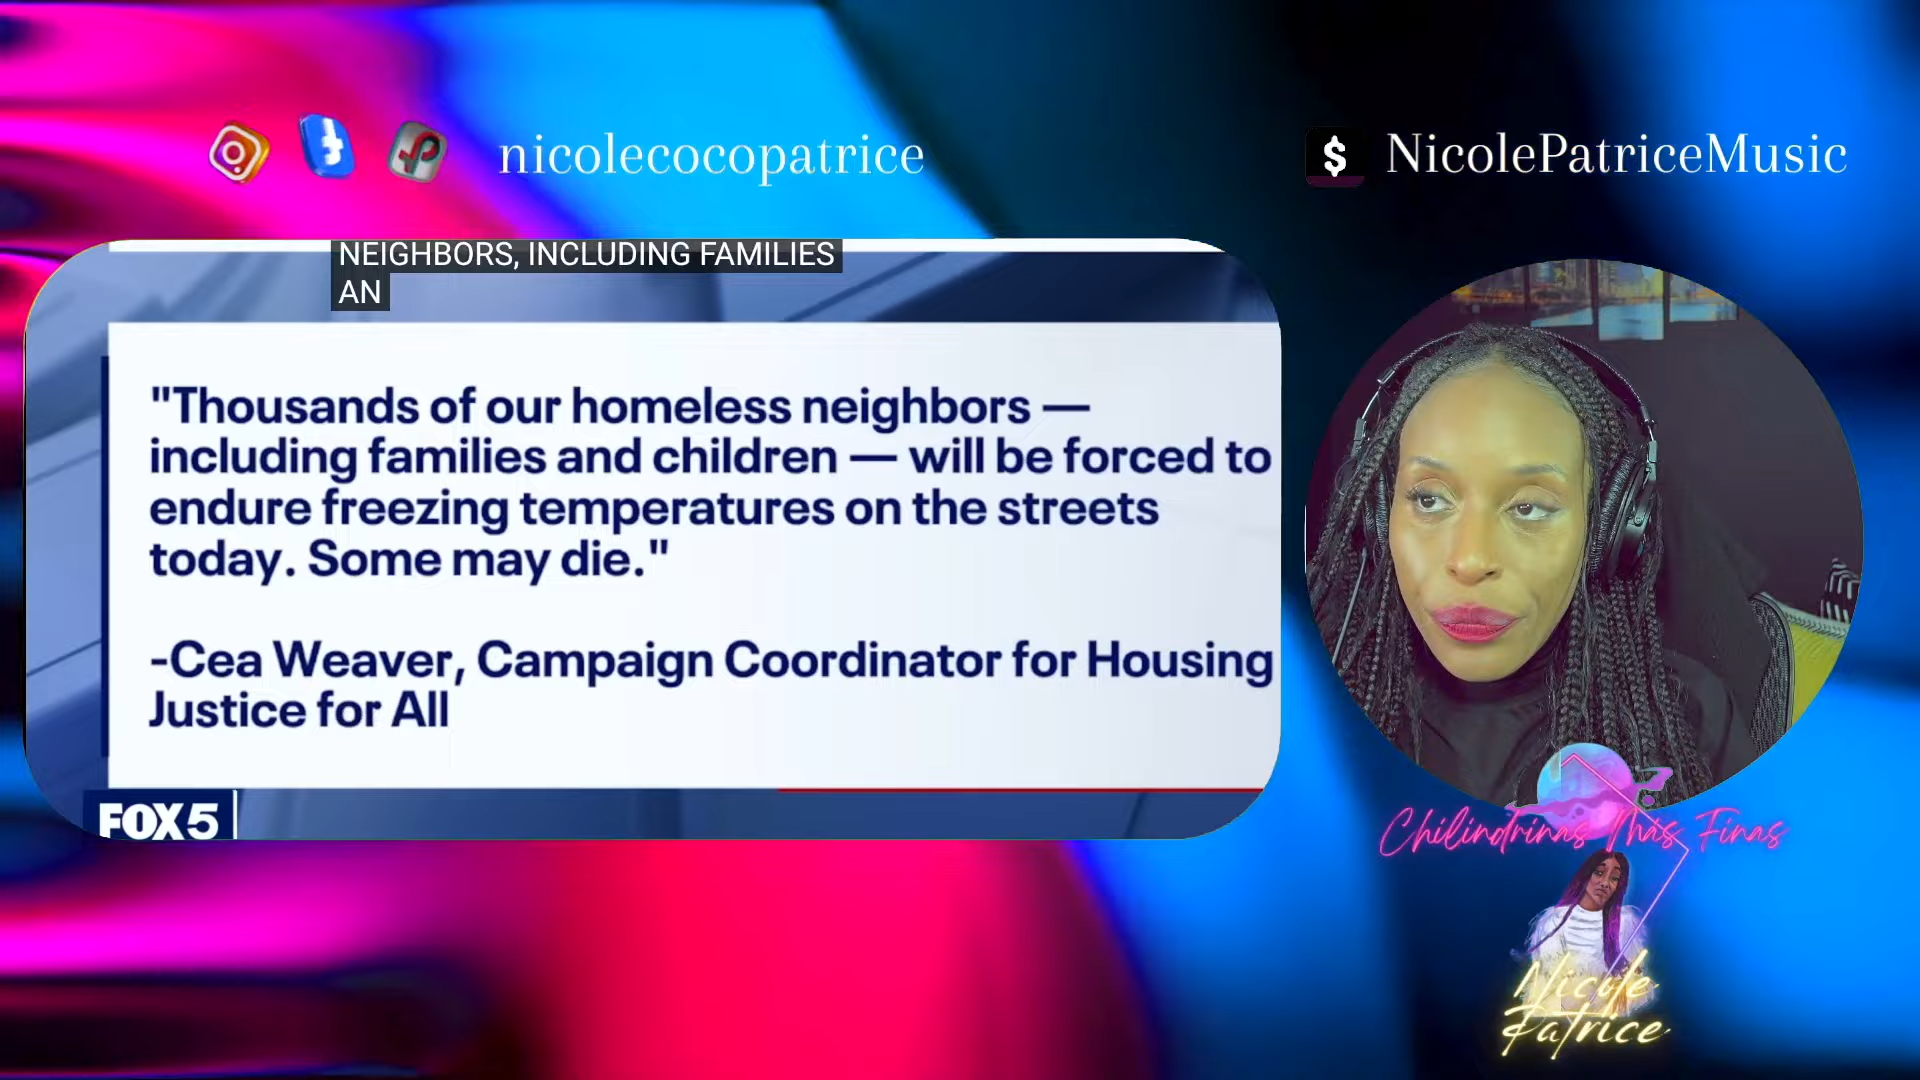 nicolecocopatrice
$ NicolePatriceMusic
NEIGHBORS, INCLUDING FAMILIES
AN
"Thousands of our homeless neighbors —
including families and children — will be forced to
endure freezing temperatures on the streets
today. Some may die."
-Cea Weaver, Campaign Coordinator for Housing
Justice for All
FOX 5
Chilindrinas Más Finas
Nicole
Patrice